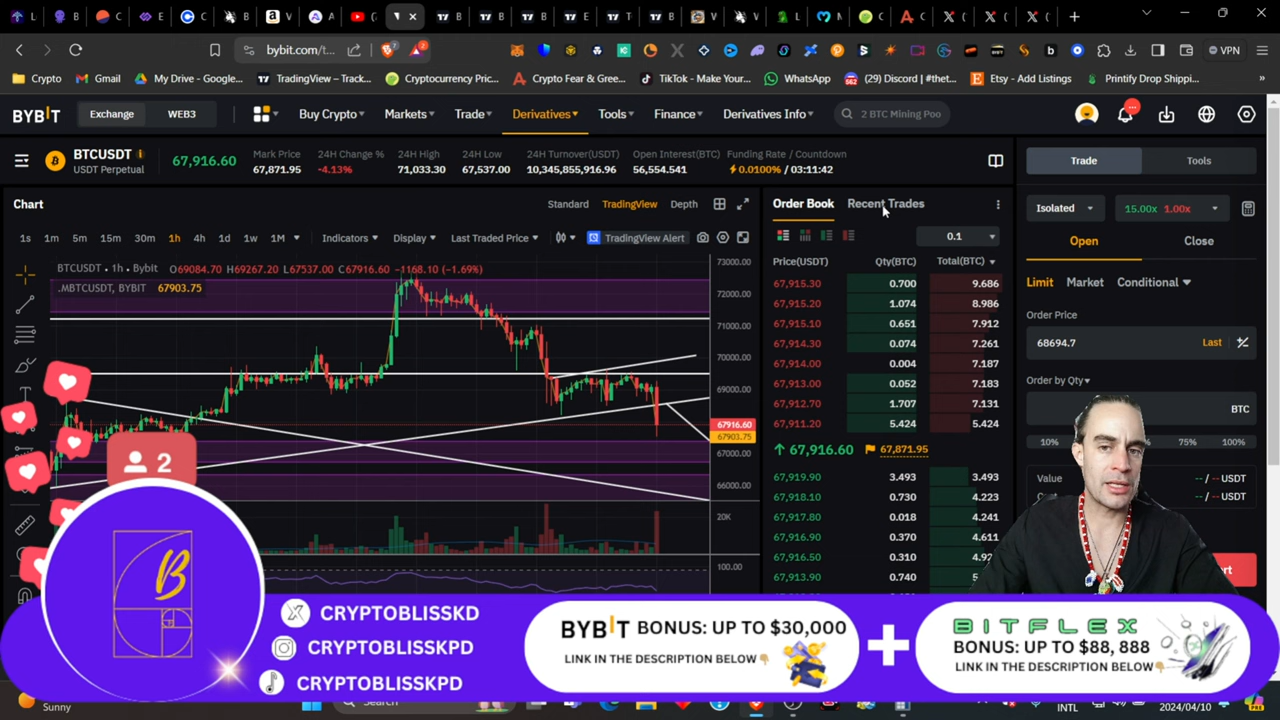 bybit.com/t...
VPN
Crypto
Gmail
My Drive - Google...
TradingView – Track...
Cryptocurrency Pric...
Crypto Fear & Gree...
TikTok - Make Your...
WhatsApp
(29) Discord | #thet...
Etsy - Add Listings
Printify Drop Shippi...
BYBIT
Exchange
WEB3
Buy Crypto
Markets
Trade
Derivatives
Tools
Finance
Derivatives Info
2 BTC Mining Poo
BTCUSDT
USDT Perpetual
67,916.60
Mark Price
67,871.95
24H Change %
-4.13%
24H High
71,033.30
24H Low
67,537.00
24H Turnover(USDT)
10,345,855,916.96
Open Interest(BTC)
56,554.541
Funding Rate / Countdown
0.0100% / 03:11:42
Trade
Tools
Chart
Standard
TradingView
Depth
Order Book
Recent Trades
Isolated
15.00x 1.00x
1s 1m 5m 15m 30m 1h 4h 1d 1w 1M
Indicators
Display
Last Traded Price
TradingView Alert
0.1
Open
Close
BTCUSDT · 1h · Bybit O69084.70 H69267.20 L67537.00 C67916.60 −1168.10 (−1.69%)
.MBTCUSDT, BYBIT 67903.75
73000.00
72000.00
71000.00
70000.00
69000.00
67916.60
67903.75
67000.00
66000.00
20K
100.00
Price(USDT) Qty(BTC) Total(BTC)
67,915.30 0.700 9.686
67,915.20 1.074 8.986
67,915.10 0.651 7.912
67,914.30 0.074 7.261
67,914.00 0.004 7.187
67,913.00 0.052 7.183
67,912.70 1.707 7.131
67,911.20 5.424 5.424
67,916.60 67,871.95
67,919.90 3.493 3.493
67,918.10 0.730 4.223
67,917.80 0.018 4.241
67,916.90 0.370 4.611
67,916.50 0.310
67,913.90 0.740
Limit
Market
Conditional
Order Price
68694.7
Last
Order by Qty
BTC
10%
75%
100%
Value
-- / -- USDT
-- / -- USDT
2
B
CRYPTOBLISSKD
CRYPTOBLISSKPD
CRYPTOBLISSKPD
BYBIT BONUS: UP TO $30,000
LINK IN THE DESCRIPTION BELOW
+
BITFLEX
BONUS: UP TO $88, 888
LINK IN THE DESCRIPTION BELOW
Sunny
Search
INTL
2024/04/10